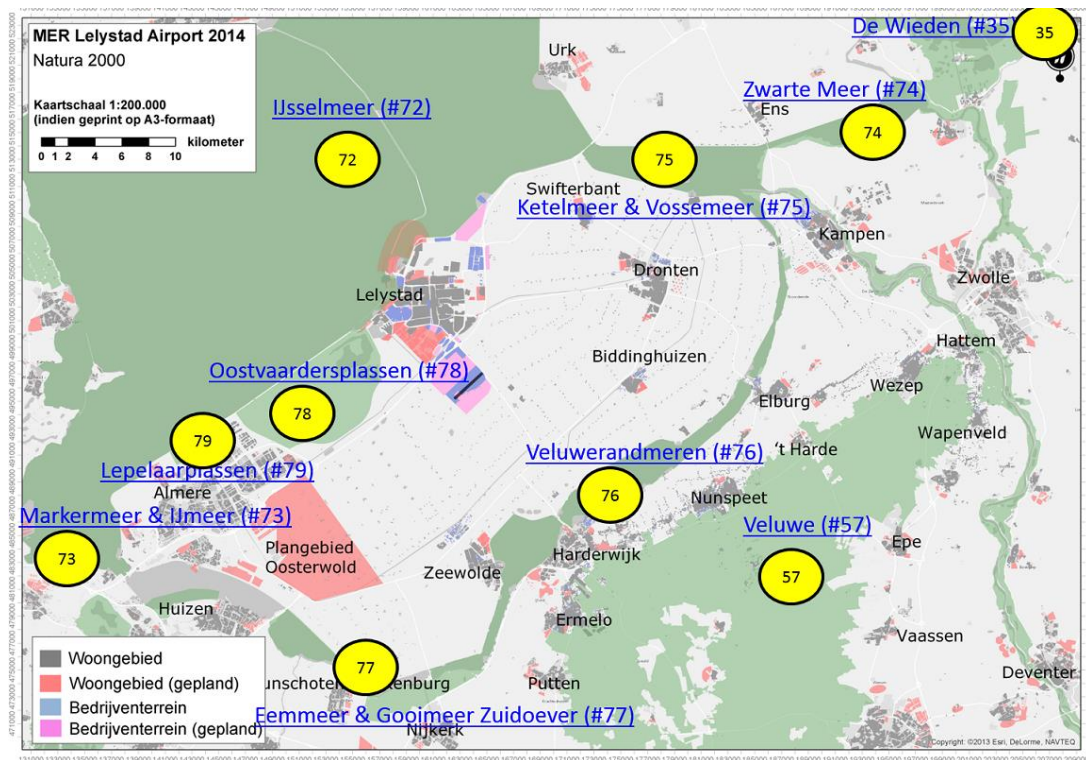 MER Lelystad Airport 2014
Natura 2000
Kaartschaal 1:200.000
(indien geprint op A3-formaat)
kilometer
0 1 2 4 6 8 10
De Wieden (#35)
35
Urk
IJsselmeer (#72)
72
Zwarte Meer (#74)
Ens
74
75
Swifterbant
Ketelmeer & Vossemeer (#75)
Kampen
Dronten
Zwolle
Lelystad
Hattem
Biddinghuizen
Oostvaardersplassen (#78)
Wezep
78
Elburg
79
Wapenveld
't Harde
Veluwerandmeren (#76)
Lepelaarplassen (#79)
Almere
76
Nunspeet
Markermeer & IJmeer (#73)
Veluwe (#57)
73
Plangebied
Oosterwold
Harderwijk
Epe
Zeewolde
57
Huizen
Ermelo
Vaassen
77
Woongebied
Woongebied (gepland)
Bedrijventerrein
Bedrijventerrein (gepland)
Putten
Deventer
Eemmeer & Gooimeer Zuidoever (#77)
Nijkerk
Copyright: ©2013 Esri, DeLorme, NAVTEQ